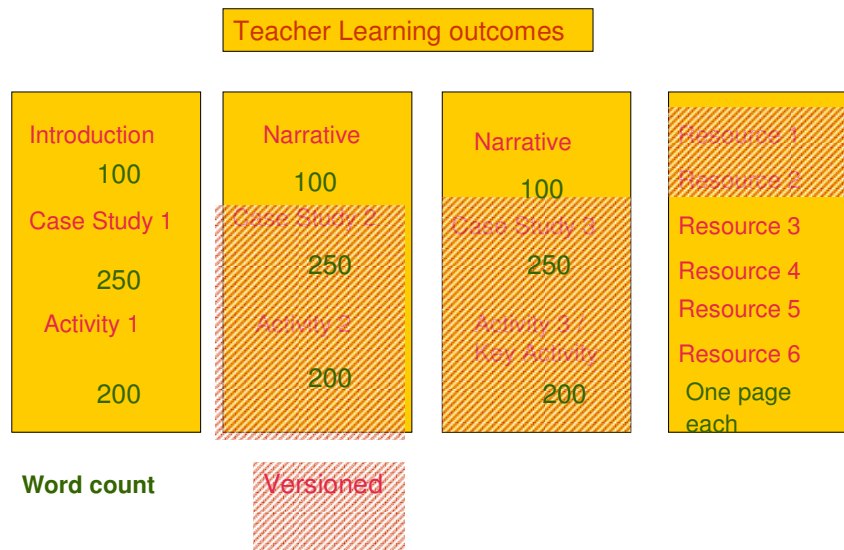 Teacher Learning outcomes
Introduction
100
Case Study 1
250
Activity 1
200
Narrative
100
Case Study 2
250
Activity 2
200
Narrative
100
Case Study 3
250
Activity 3 /
Key Activity
200
Resource 1
Resource 2
Resource 3
Resource 4
Resource 5
Resource 6
One page
each
Word count
Versioned